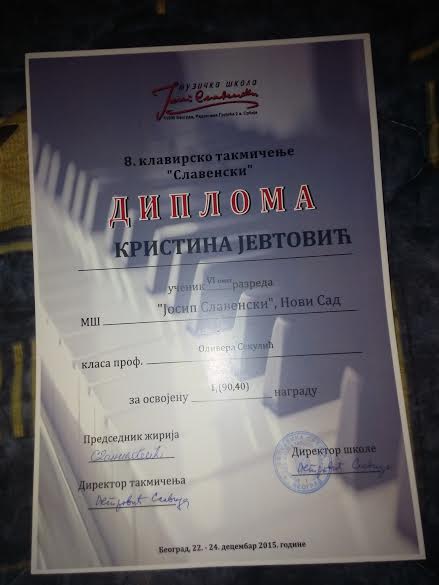 музичка школа
Јосип Славенски
8. клавирско такмичење
"Славенски"
ДИПЛОМА
КРИСТИНА ЈЕВТОВИЋ
ученик VI разреда
МШ "Јосип Славенски", Нови Сад
класа проф. Оливера Секулић
за освојену I,(90,40) награду
Председник жирија
Директор школе
Директор такмичења
Београд, 22. - 24. децембар 2015. године